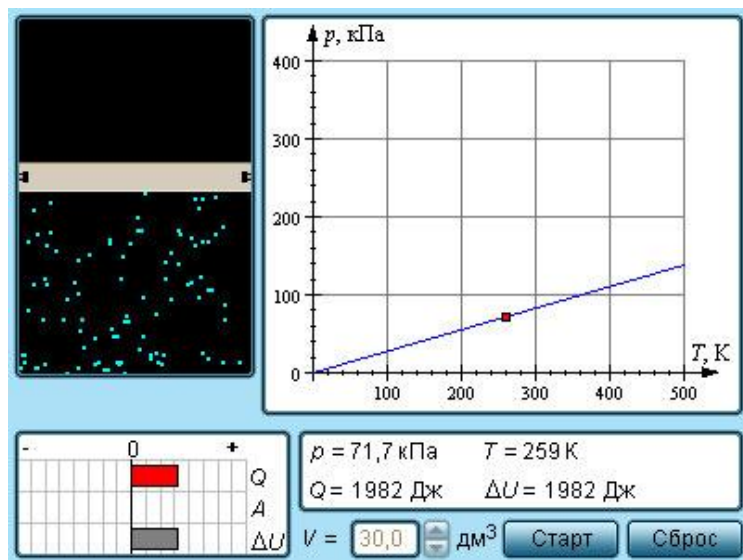 p, кПа
400
300
200
100
0
100 200 300 400 500
T, К
- 0 +
Q
A
ΔU
p = 71,7 кПа T = 259 К
Q = 1982 Дж ΔU = 1982 Дж
V = 30,0 дм³ Старт Сброс